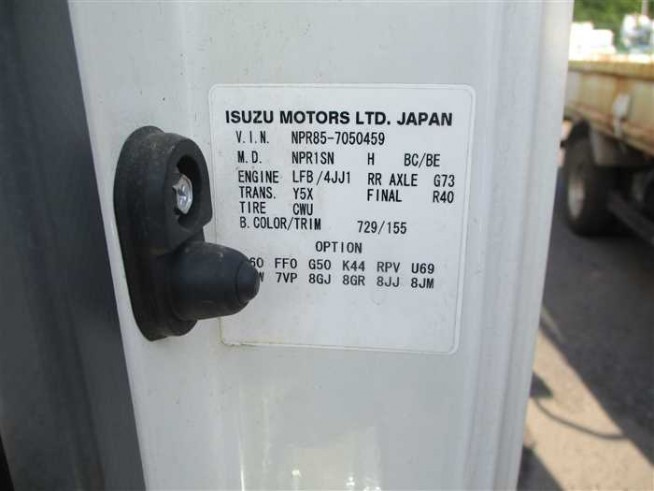 ISUZU MOTORS LTD. JAPAN
V.I.N. NPR85-7050459
M.D. NPR1SN H BC/BE
ENGINE LFB/4JJ1 RR AXLE G73
TRANS. Y5X FINAL R40
TIRE CWU
B.COLOR/TRIM 729/155
OPTION
FF0 G50 K44 RPV U69
7VP 8GJ 8GR 8JJ 8JM